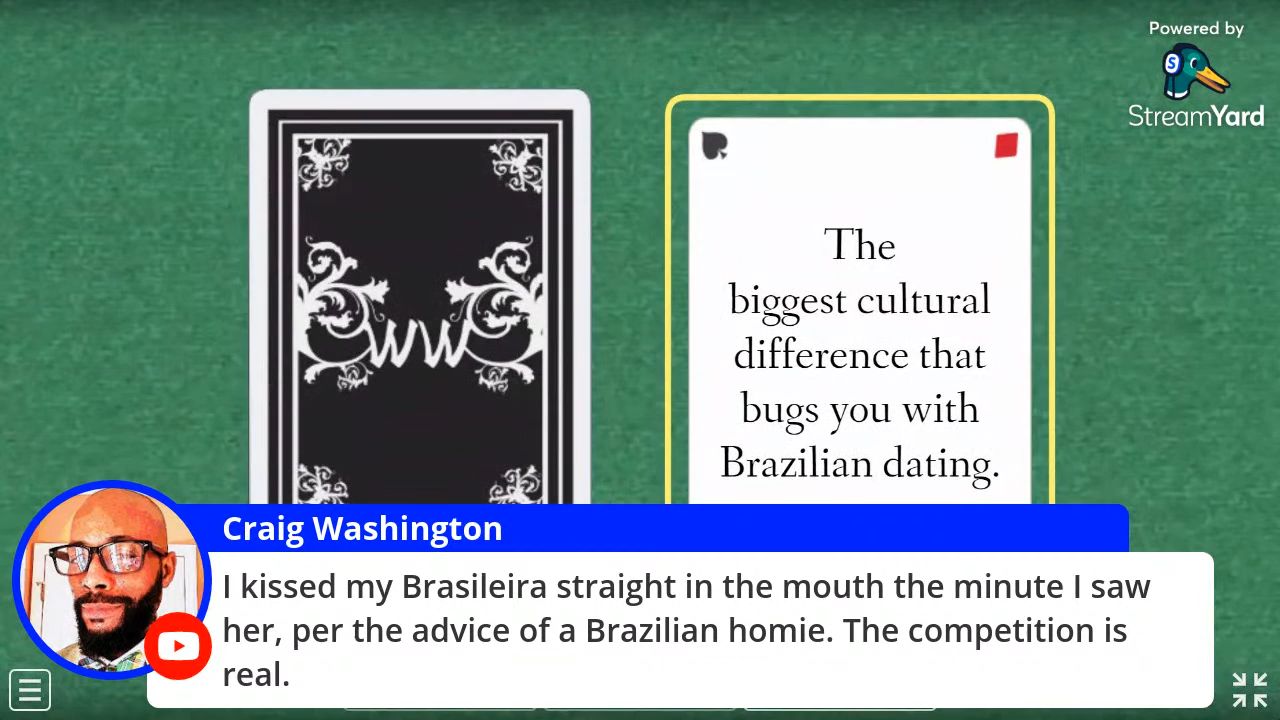 Powered by
S
StreamYard
WW
The
biggest cultural
difference that
bugs you with
Brazilian dating.
Craig Washington
I kissed my Brasileira straight in the mouth the minute I saw
her, per the advice of a Brazilian homie. The competition is
real.